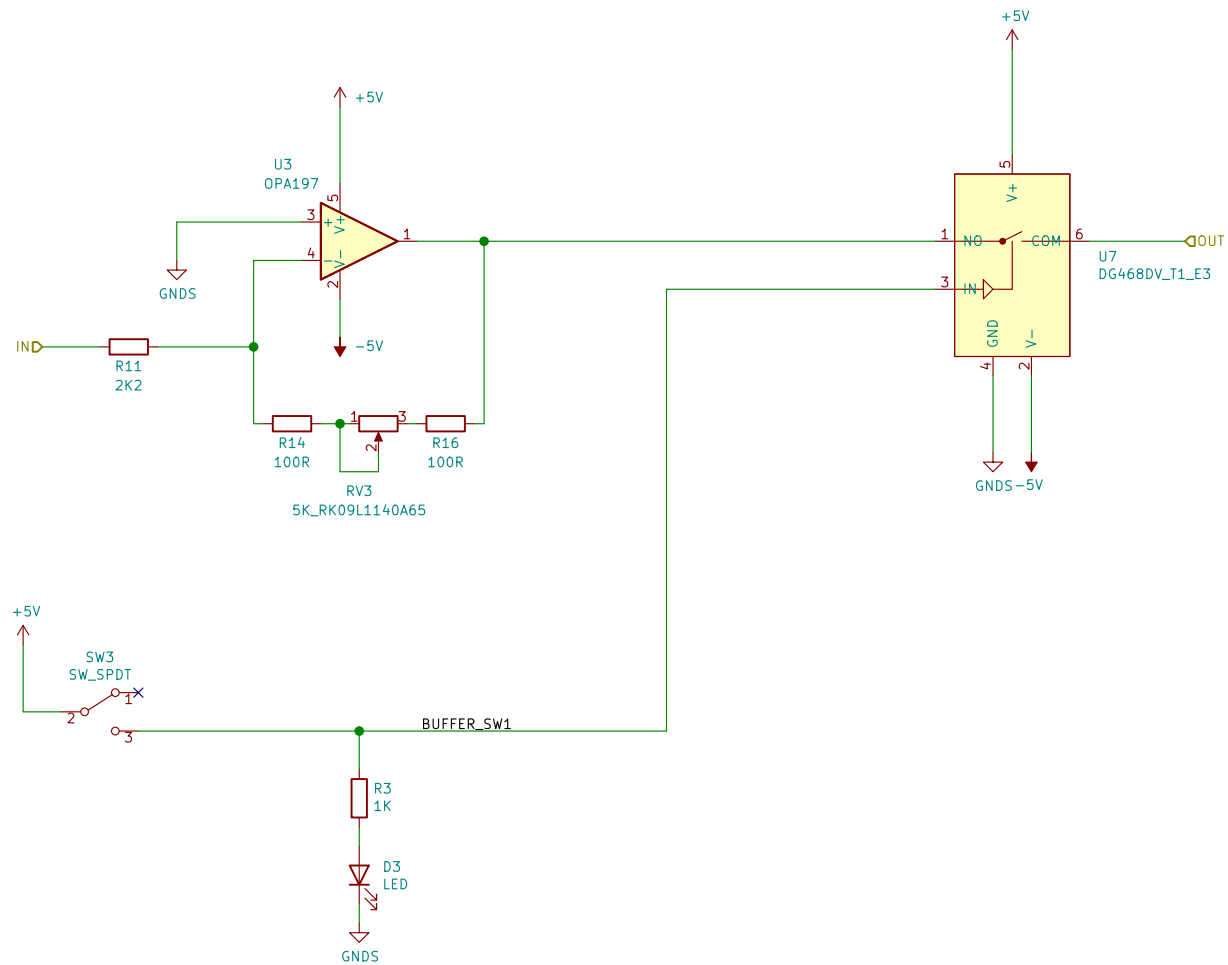 +5V
+5V
U3
OPA197
5
V+
3
+
4
-
V-
2
1
GNDS
-5V
IN
R11
2K2
R14
100R
1
3
2
R16
100R
RV3
5K_RK09L1140A65
5
V+
1
NO
COM
6
OUT
3
IN
U7
DG468DV_T1_E3
GND
V-
4
2
GNDS
-5V
+5V
SW3
SW_SPDT
1
2
3
BUFFER_SW1
R3
1K
D3
LED
GNDS